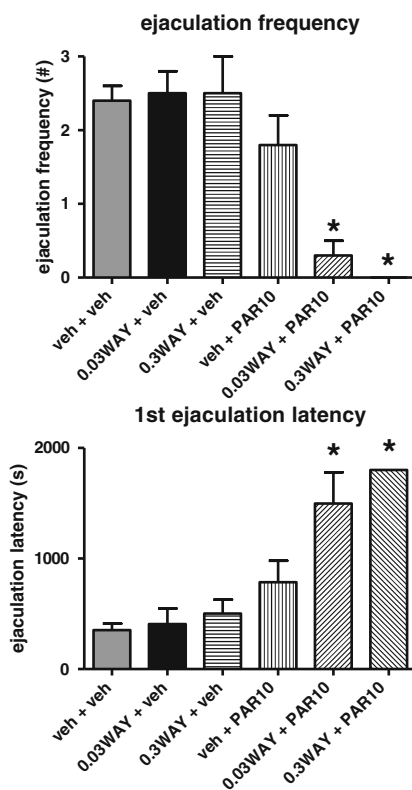 ejaculation frequency
ejaculation frequency (#)
3
2
1
0
*
*
veh + veh
0.03WAY + veh
0.3WAY + veh
veh + PAR10
0.03WAY + PAR10
0.3WAY + PAR10
1st ejaculation latency
ejaculation latency (s)
2000
1000
0
*
*
veh + veh
0.03WAY + veh
0.3WAY + veh
veh + PAR10
0.03WAY + PAR10
0.3WAY + PAR10